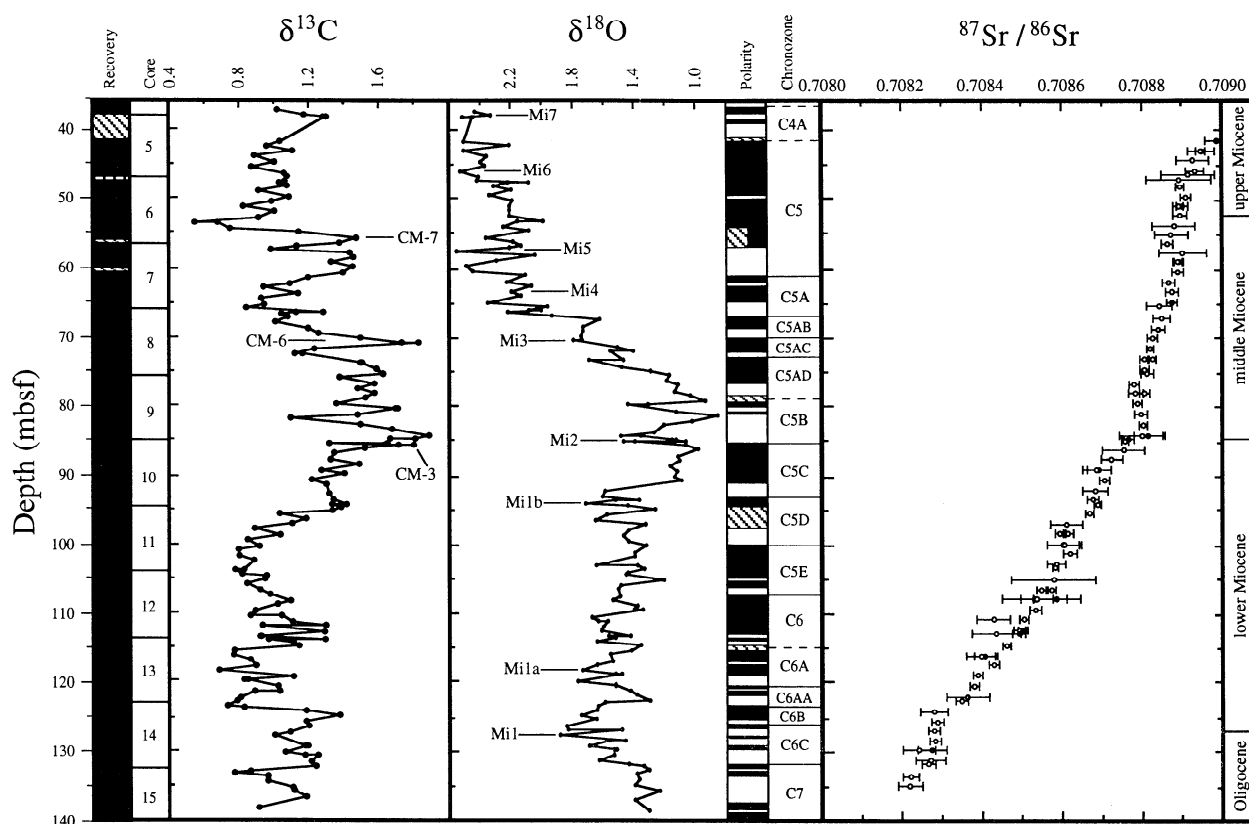 δ¹³C δ¹⁸O ⁸⁷Sr / ⁸⁶Sr
Recovery
Core
0.4 0.8 1.2 1.6
2.2 1.8 1.4 1.0
Polarity
Chronozone
0.7080 0.7082 0.7084 0.7086 0.7088 0.7090
Depth (mbsf)
40
50
60
70
80
90
100
110
120
130
140
5
6
7
8
9
10
11
12
13
14
15
CM-7
CM-6
CM-3
Mi7
Mi6
Mi5
Mi4
Mi3
Mi2
Mi1b
Mi1a
Mi1
C4A
C5
C5A
C5AB
C5AC
C5AD
C5B
C5C
C5D
C5E
C6
C6A
C6AA
C6B
C6C
C7
upper Miocene
middle Miocene
lower Miocene
Oligocene